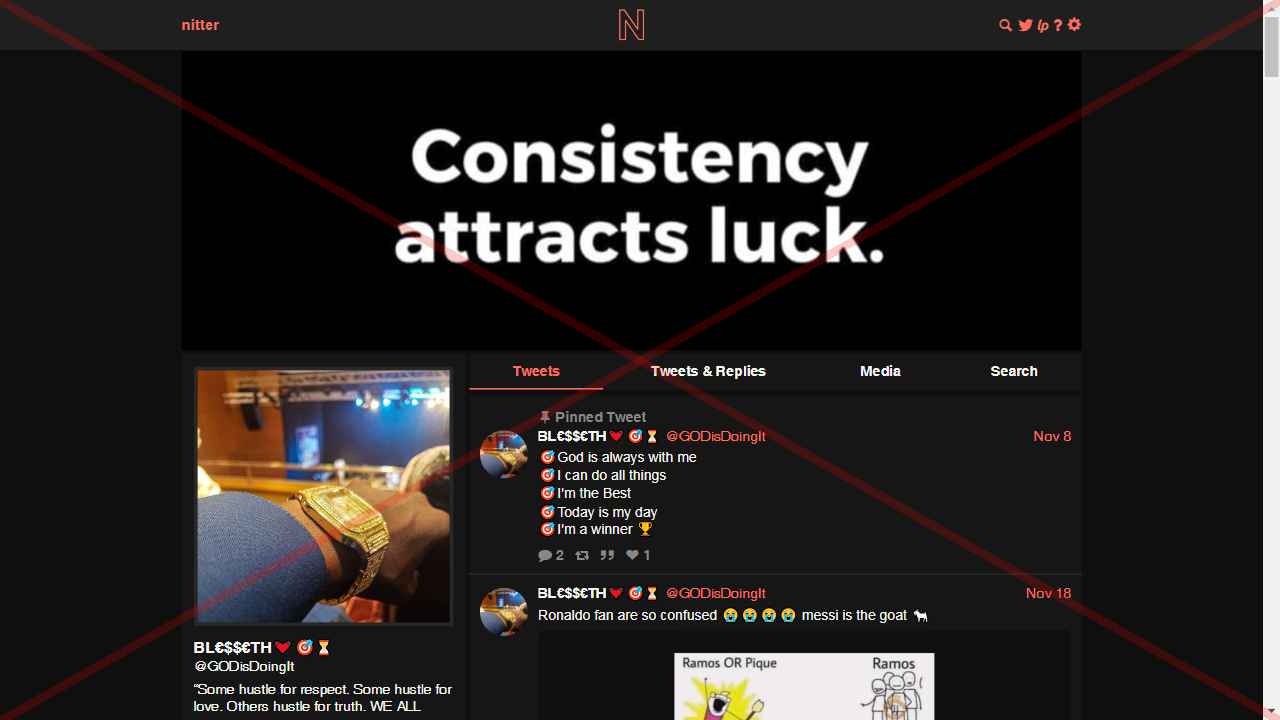 nitter
N
lp ?
Consistency
attracts luck.
Tweets
Tweets & Replies
Media
Search
Pinned Tweet
BL€$$€TH❤️🎯⏳ @GODisDoingIt Nov 8
🎯God is always with me
🎯I can do all things
🎯I'm the Best
🎯Today is my day
🎯I'm a winner 🏆
2 1
BL€$$€TH❤️🎯⏳ @GODisDoingIt Nov 18
Ronaldo fan are so confused 😭😭😭😭 messi is the goat 🐐
Ramos OR Pique
Ramos
BL€$$€TH❤️🎯⏳
@GODisDoingIt
“Some hustle for respect. Some hustle for
love. Others hustle for truth. WE ALL